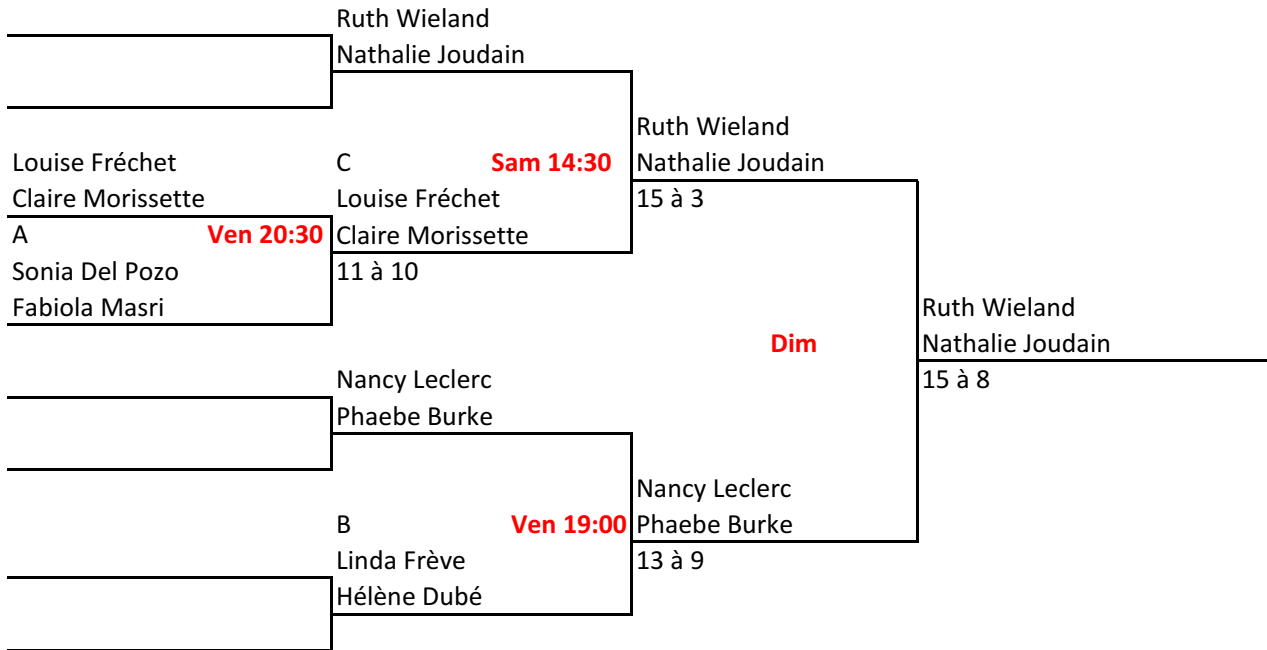 Ruth Wieland
Nathalie Joudain
Ruth Wieland
Louise Fréchet C Sam 14:30 Nathalie Joudain
Claire Morissette Louise Fréchet 15 à 3
A Ven 20:30 Claire Morissette
Sonia Del Pozo 11 à 10
Fabiola Masri Ruth Wieland
Dim Nathalie Joudain
Nancy Leclerc 15 à 8
Phaebe Burke
Nancy Leclerc
B Ven 19:00 Phaebe Burke
Linda Frève 13 à 9
Hélène Dubé